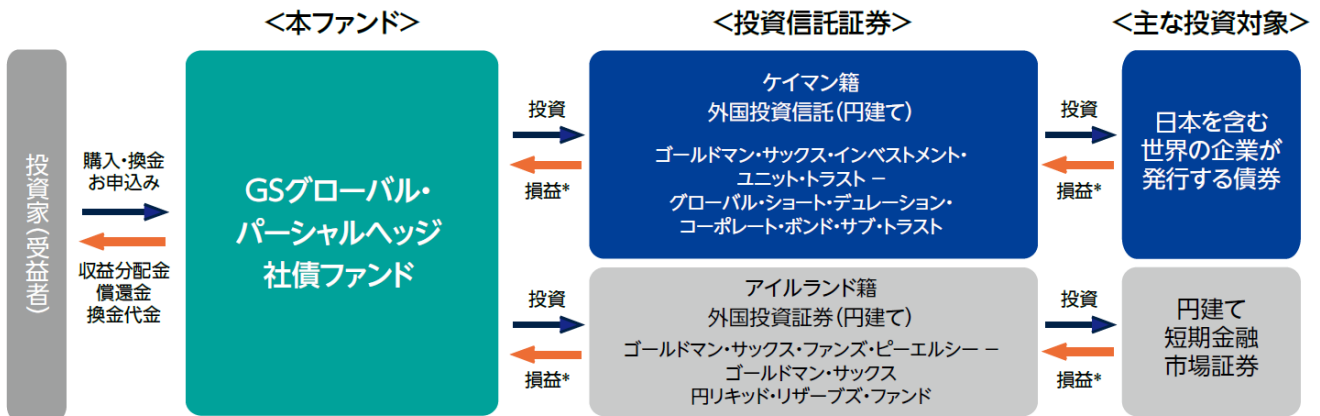 <本ファンド>
<投資信託証券>
<主な投資対象>
投資家(受益者)
購入・換金
お申込み
収益分配金
償還金
換金代金
GSグローバル・
パーシャルヘッジ
社債ファンド
投資
損益*
ケイマン籍
外国投資信託(円建て)
ゴールドマン・サックス・インベストメント・
ユニット・トラスト －
グローバル・ショート・デュレーション・
コーポレート・ボンド・サブ・トラスト
投資
損益*
日本を含む
世界の企業が
発行する債券
投資
損益*
アイルランド籍
外国投資証券(円建て)
ゴールドマン・サックス・ファンズ・ピーエルシー －
ゴールドマン・サックス
円リキッド・リザーブズ・ファンド
投資
損益*
円建て
短期金融
市場証券